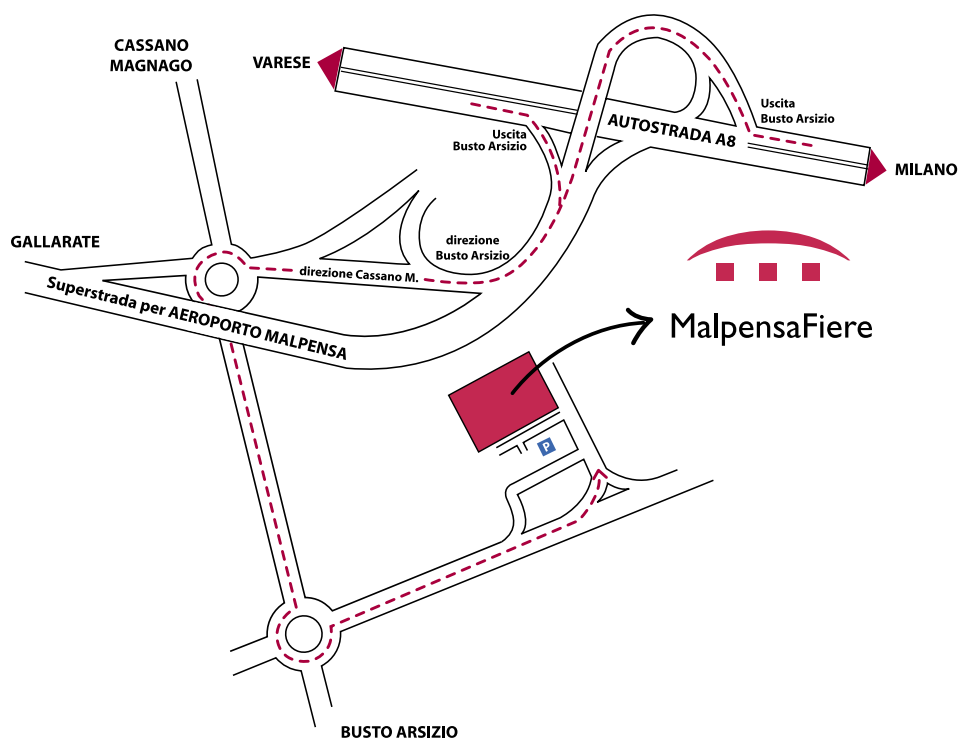 CASSANO
MAGNAGO
VARESE
Uscita
Busto Arsizio
AUTOSTRADA A8
Uscita
Busto Arsizio
MILANO
GALLARATE
direzione
Busto Arsizio
direzione Cassano M.
Superstrada per AEROPORTO MALPENSA
MalpensaFiere
P
BUSTO ARSIZIO